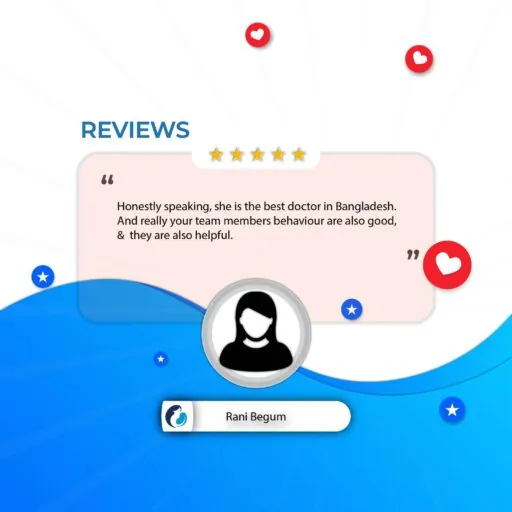 REVIEWS
“
Honestly speaking, she is the best doctor in Bangladesh.
And really your team members behaviour are also good,
& they are also helpful.
”
Rani Begum